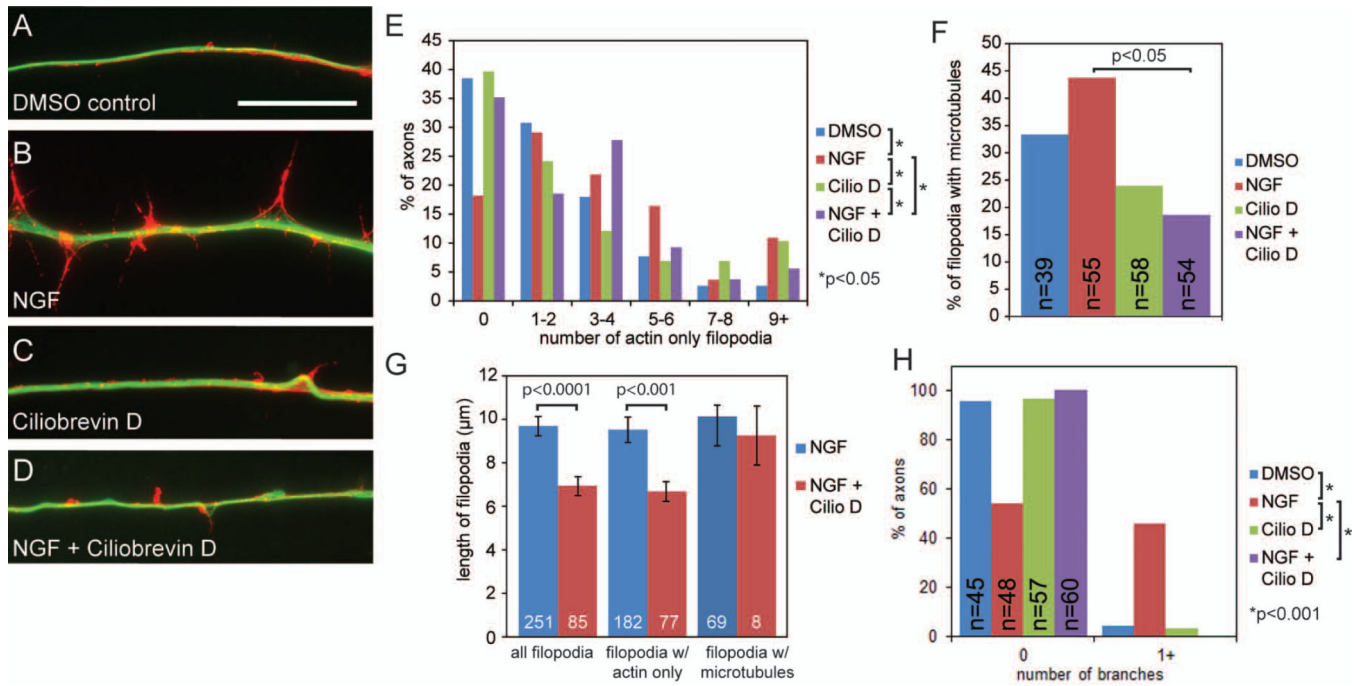 A
DMSO control
B
NGF
C
Ciliobrevin D
D
NGF + Ciliobrevin D
E
45
40
35
30
25
20
15
10
5
0
% of axons
0 1-2 3-4 5-6 7-8 9+
number of actin only filopodia
DMSO
*
NGF
*
*
Cilio D
*
NGF +
Cilio D
*p<0.05
F
50
45
40
35
30
25
20
15
10
5
0
% of filopodia with microtubules
p<0.05
n=39
n=55
n=58
n=54
DMSO
NGF
Cilio D
NGF +
Cilio D
G
12
10
8
6
4
2
0
length of filopodia (µm)
p<0.0001
p<0.001
251 85 182 77 69 8
all filopodia
filopodia w/
actin only
filopodia w/
microtubules
NGF
NGF +
Cilio D
H
100
80
60
40
20
0
% of axons
n=45
n=48
n=57
n=60
0 1+
number of branches
DMSO
*
NGF
*
Cilio D
*
NGF +
Cilio D
*p<0.001